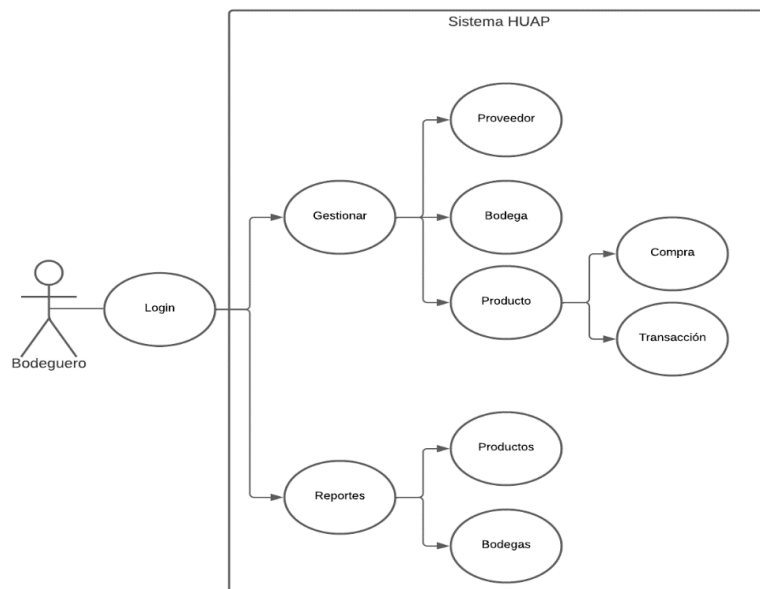 Sistema HUAP
Proveedor
Gestionar
Bodega
Compra
Producto
Login
Transacción
Bodeguero
Productos
Reportes
Bodegas